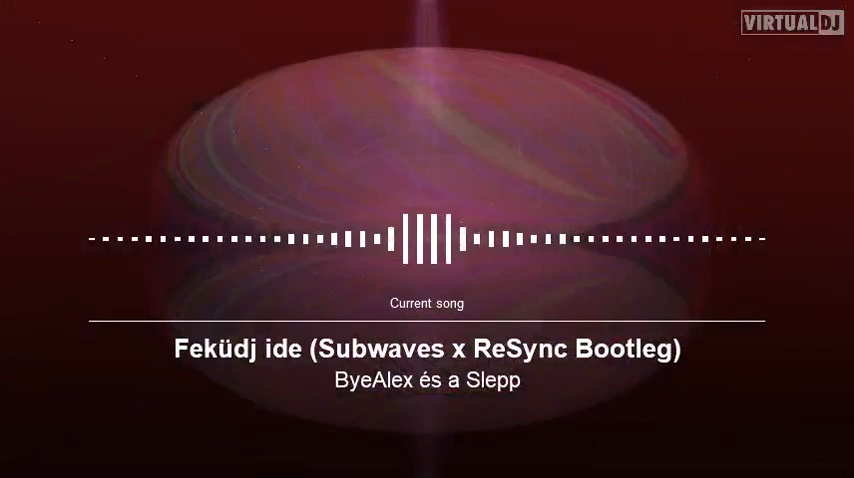 VIRTUALDJ
Current song
Feküdj ide (Subwaves x ReSync Bootleg)
ByeAlex és a Slepp